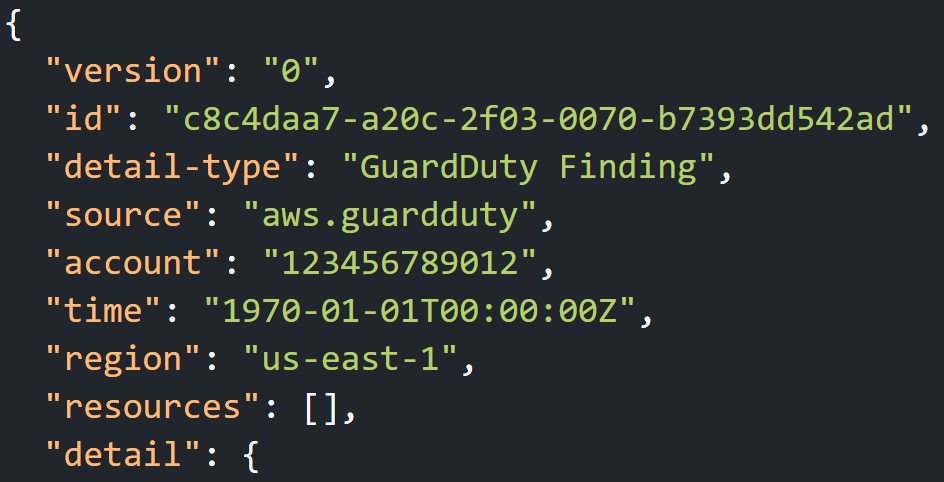 {
  "version": "0",
  "id": "c8c4daa7-a20c-2f03-0070-b7393dd542ad",
  "detail-type": "GuardDuty Finding",
  "source": "aws.guardduty",
  "account": "123456789012",
  "time": "1970-01-01T00:00:00Z",
  "region": "us-east-1",
  "resources": [],
  "detail": {